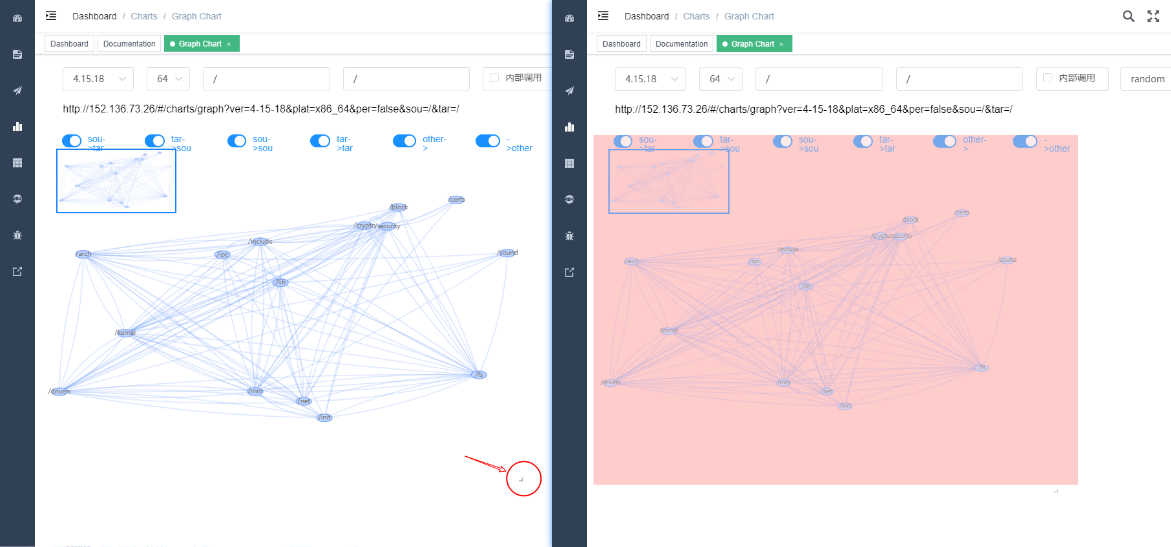 Dashboard / Charts / Graph Chart
Dashboard
Documentation
Graph Chart ×
4.15.18
64
/
/
内部调用
http://152.136.73.26/#/charts/graph?ver=4-15-18&plat=x86_64&per=false&sou=/&tar=/
sou->tar
tar->sou
sou->sou
tar->tar
other->
->other
/certs
/block
/crypto
/security
/include
/arch
/ipc
/sound
/lib
/kernel
/fs
/drivers
/mm
/net
/init
Dashboard / Charts / Graph Chart
Dashboard
Documentation
Graph Chart ×
4.15.18
64
/
/
内部调用
random
http://152.136.73.26/#/charts/graph?ver=4-15-18&plat=x86_64&per=false&sou=/&tar=/
sou->tar
tar->sou
sou->sou
tar->tar
other->
->other
/certs
/block
/crypto
/security
/include
/arch
/ipc
/sound
/lib
/kernel
/fs
/drivers
/mm
/net
/init